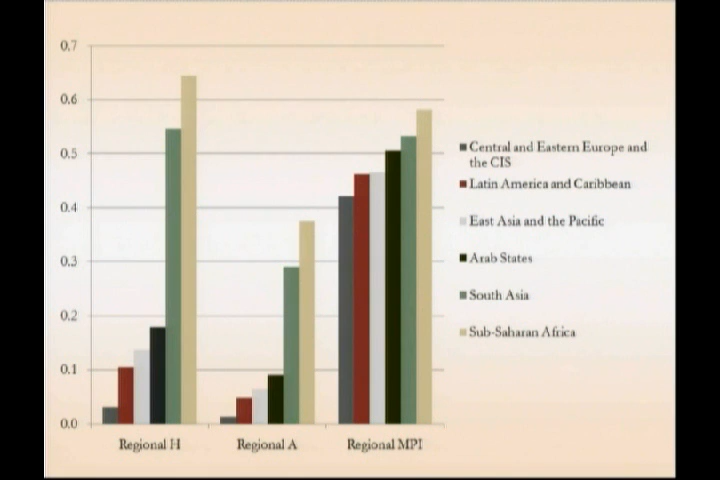 0.7
0.6
0.5
0.4
0.3
0.2
0.1
0.0
Regional H
Regional A
Regional MPI
Central and Eastern Europe and
the CIS
Latin America and Caribbean
East Asia and the Pacific
Arab States
South Asia
Sub-Saharan Africa